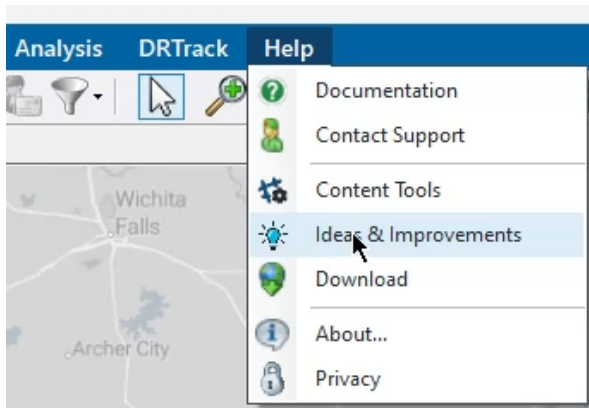 Analysis DRTrack Help
Documentation
Contact Support
Content Tools
Ideas & Improvements
Download
About...
Privacy
Wichita
Falls
Archer City